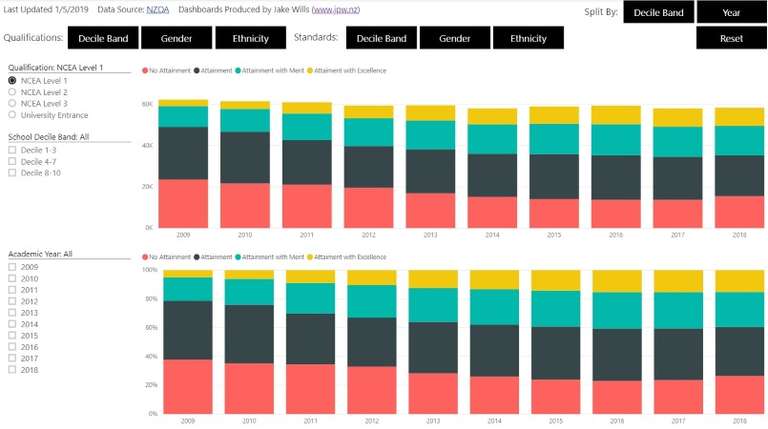 Last Updated 1/5/2019 Data Source: NZQA Dashboards Produced by Jake Wills (www.jpw.nz) Split By: Decile Band Year
Qualifications: Decile Band Gender Ethnicity Standards: Decile Band Gender Ethnicity Reset
Qualification: NCEA Level 1
NCEA Level 1
NCEA Level 2
NCEA Level 3
University Entrance
School Decile Band: All
Decile 1-3
Decile 4-7
Decile 8-10
No Attainment Attainment Attainment with Merit Attaiment with Excellence
60K
40K
20K
0K
2009 2010 2011 2012 2013 2014 2015 2016 2017 2018
Academic Year: All
2009
2010
2011
2012
2013
2014
2015
2016
2017
2018
No Attainment Attainment Attainment with Merit Attaiment with Excellence
100%
80%
60%
40%
20%
0%
2009 2010 2011 2012 2013 2014 2015 2016 2017 2018